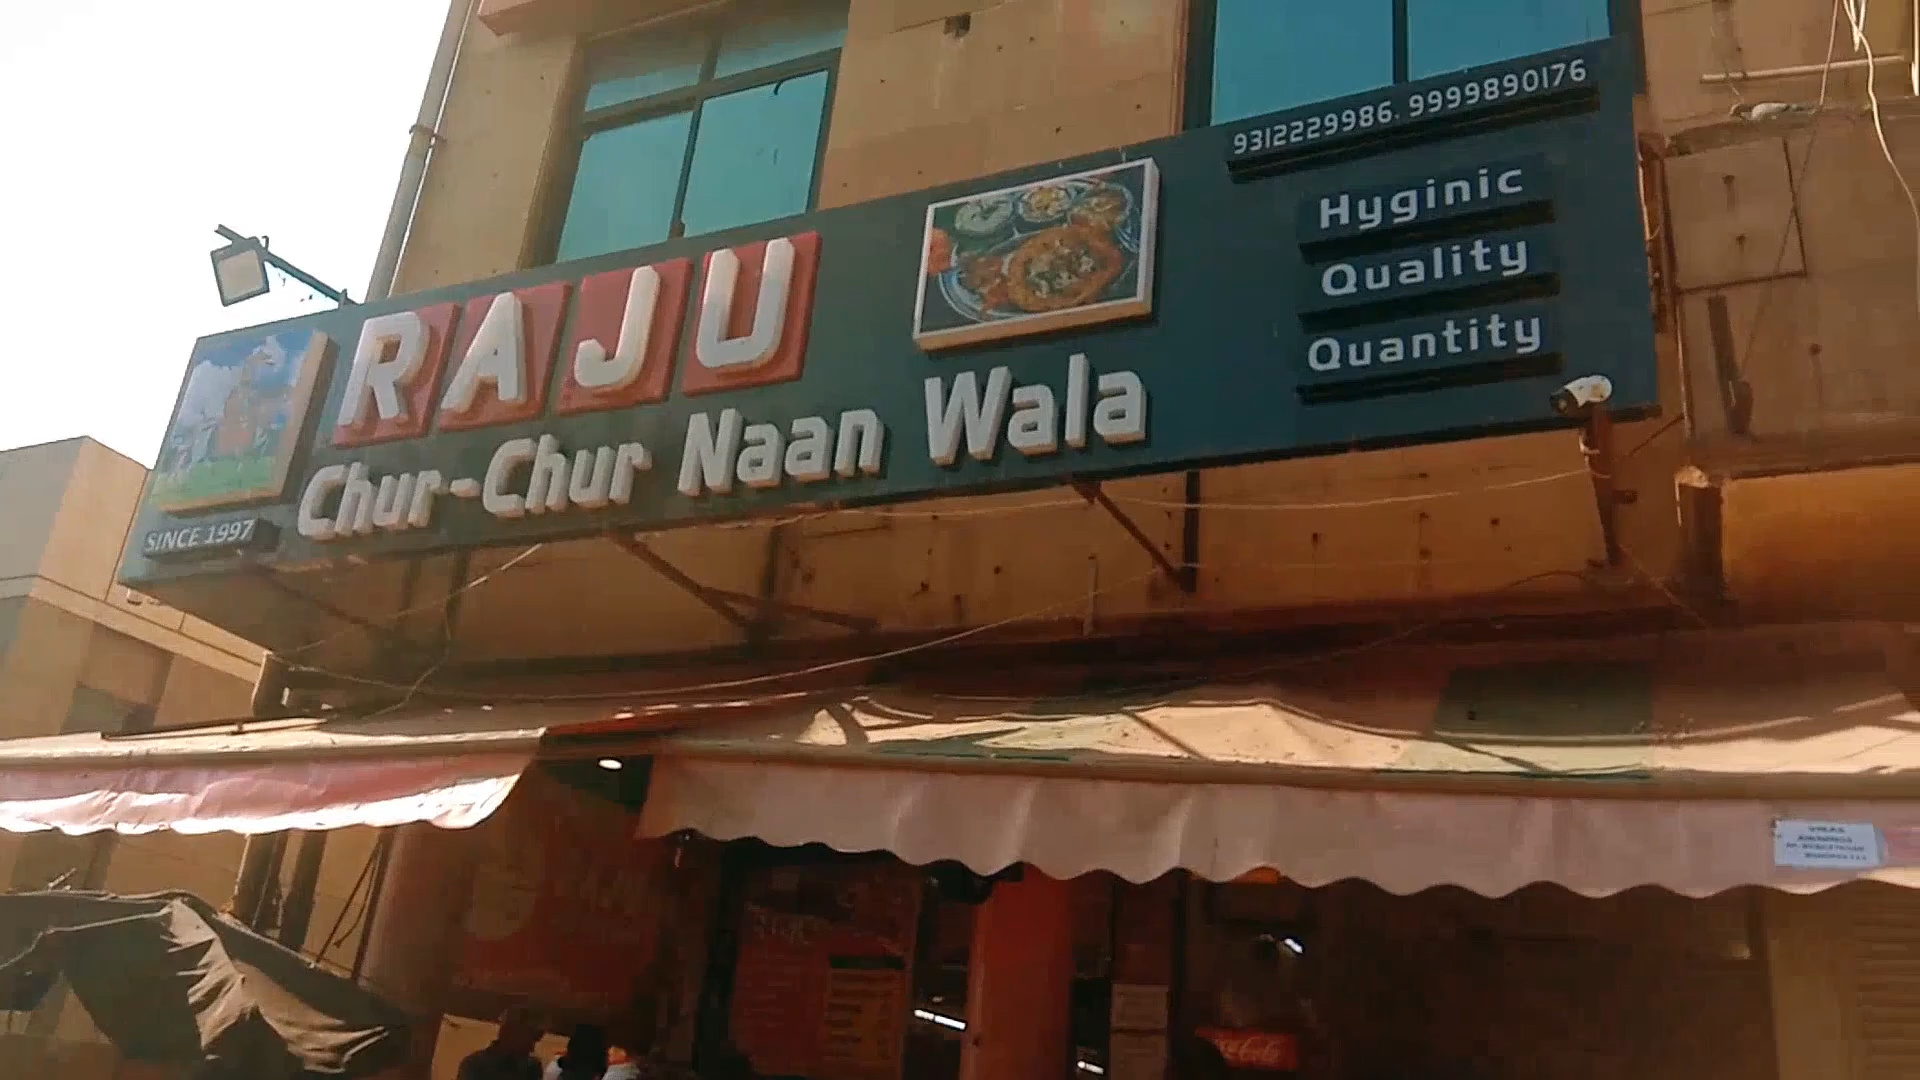 9312229986. 9999890176
RAJU
Chur-Chur Naan Wala
SINCE 1997
Hyginic
Quality
Quantity